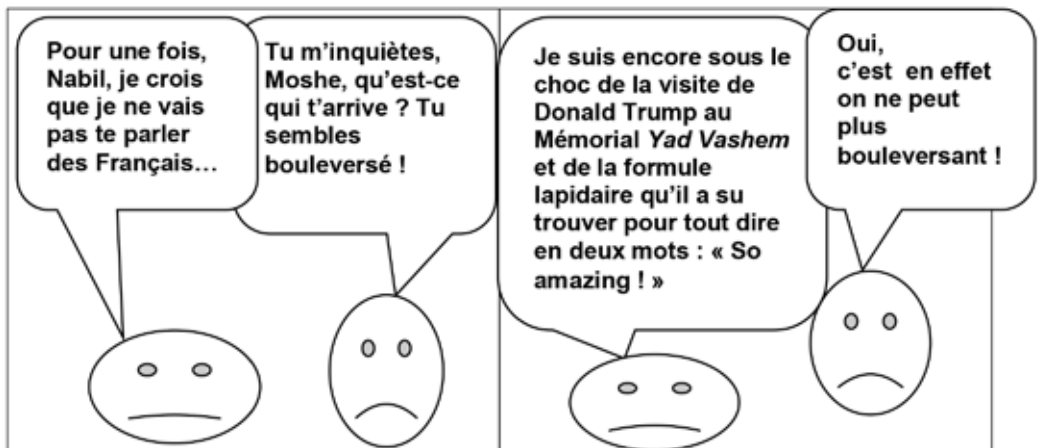 Pour une fois,
Nabil, je crois
que je ne vais
pas te parler
des Français…
Tu m’inquiètes,
Moshe, qu’est-ce
qui t’arrive ? Tu
sembles
bouleversé !
Je suis encore sous le
choc de la visite de
Donald Trump au
Mémorial Yad Vashem
et de la formule
lapidaire qu’il a su
trouver pour tout dire
en deux mots : « So
amazing ! »
Oui,
c’est en effet
on ne peut
plus
bouleversant !